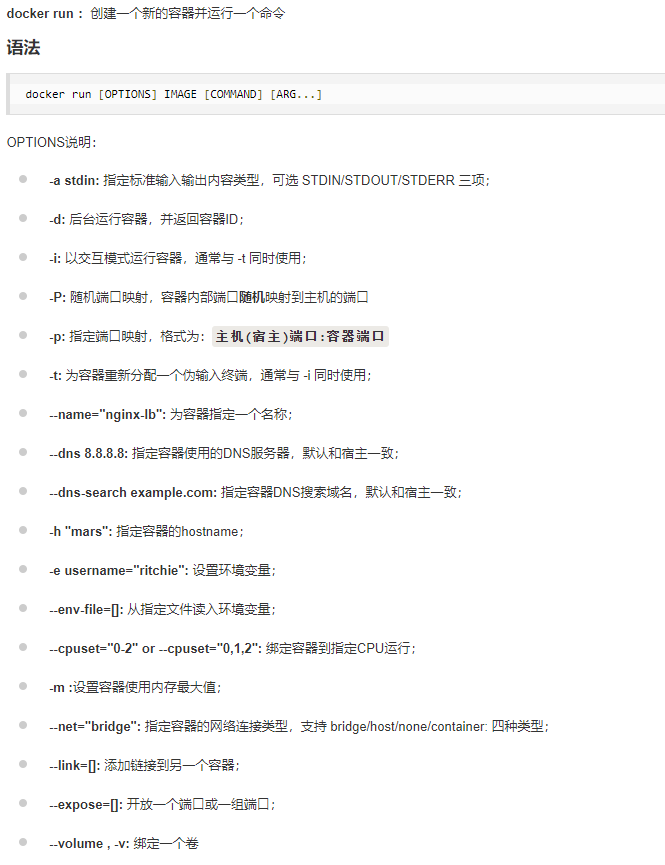 docker run ：创建一个新的容器并运行一个命令
语法
docker run [OPTIONS] IMAGE [COMMAND] [ARG...]
OPTIONS说明：
-a stdin: 指定标准输入输出内容类型，可选 STDIN/STDOUT/STDERR 三项；
-d: 后台运行容器，并返回容器ID；
-i: 以交互模式运行容器，通常与 -t 同时使用；
-P: 随机端口映射，容器内部端口随机映射到主机的端口
-p: 指定端口映射，格式为：主机(宿主)端口:容器端口
-t: 为容器重新分配一个伪输入终端，通常与 -i 同时使用；
--name="nginx-lb": 为容器指定一个名称；
--dns 8.8.8.8: 指定容器使用的DNS服务器，默认和宿主一致；
--dns-search example.com: 指定容器DNS搜索域名，默认和宿主一致；
-h "mars": 指定容器的hostname；
-e username="ritchie": 设置环境变量；
--env-file=[]: 从指定文件读入环境变量；
--cpuset="0-2" or --cpuset="0,1,2": 绑定容器到指定CPU运行；
-m :设置容器使用内存最大值；
--net="bridge": 指定容器的网络连接类型，支持 bridge/host/none/container: 四种类型；
--link=[]: 添加链接到另一个容器；
--expose=[]: 开放一个端口或一组端口；
--volume , -v: 绑定一个卷